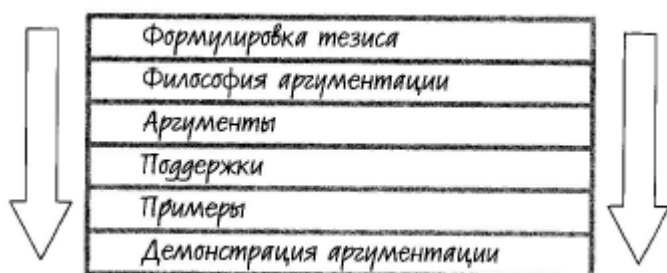 Формулировка тезиса
Философия аргументации
Аргументы
Поддержки
Примеры
Демонстрация аргументации